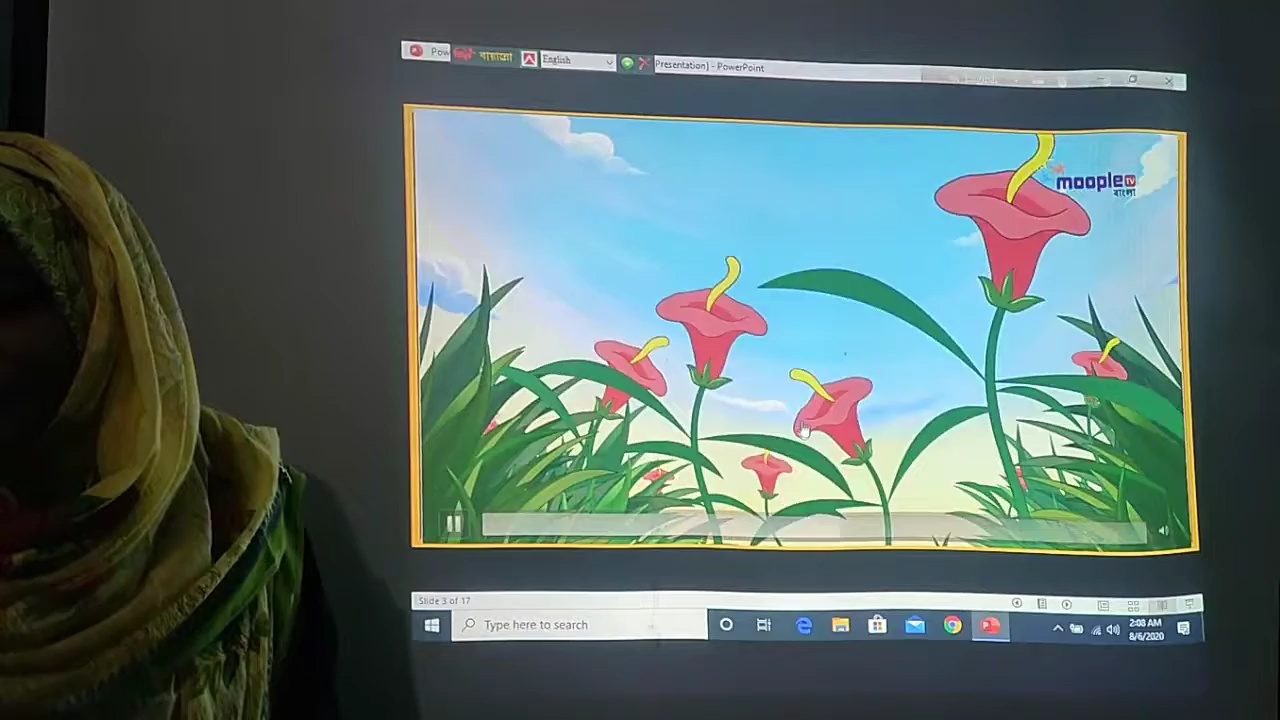 Pow
English
Presentation] - PowerPoint
moople TV
বাংলা
Slide 3 of 17
Type here to search
2:08 AM
8/6/2020